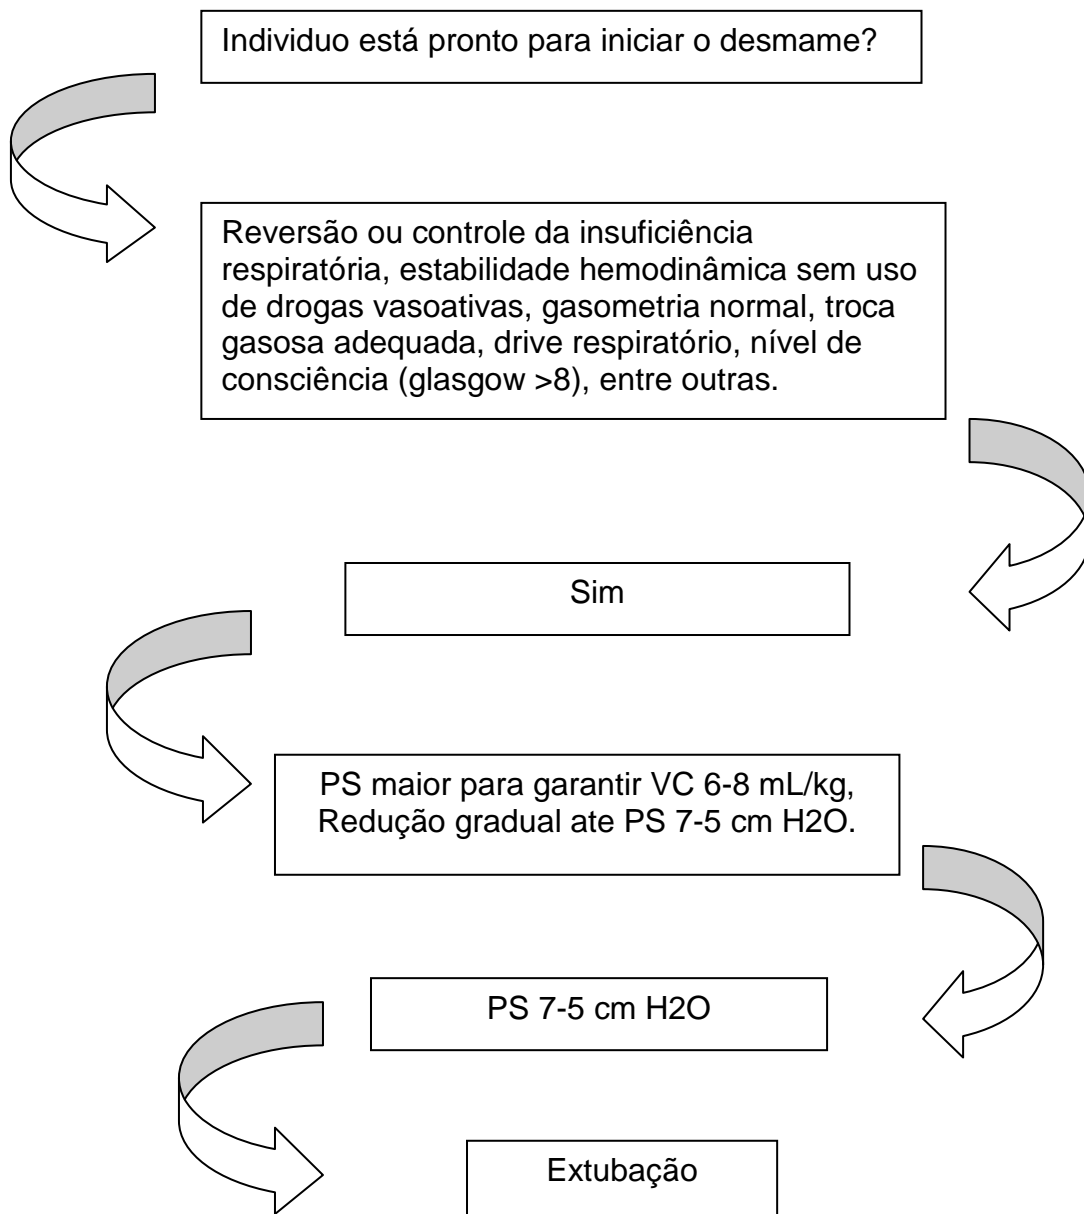 Individuo está pronto para iniciar o desmame?
Reversão ou controle da insuficiência
respiratória, estabilidade hemodinâmica sem uso
de drogas vasoativas, gasometria normal, troca
gasosa adequada, drive respiratório, nível de
consciência (glasgow >8), entre outras.
Sim
PS maior para garantir VC 6-8 mL/kg,
Redução gradual ate PS 7-5 cm H2O.
PS 7-5 cm H2O
Extubação